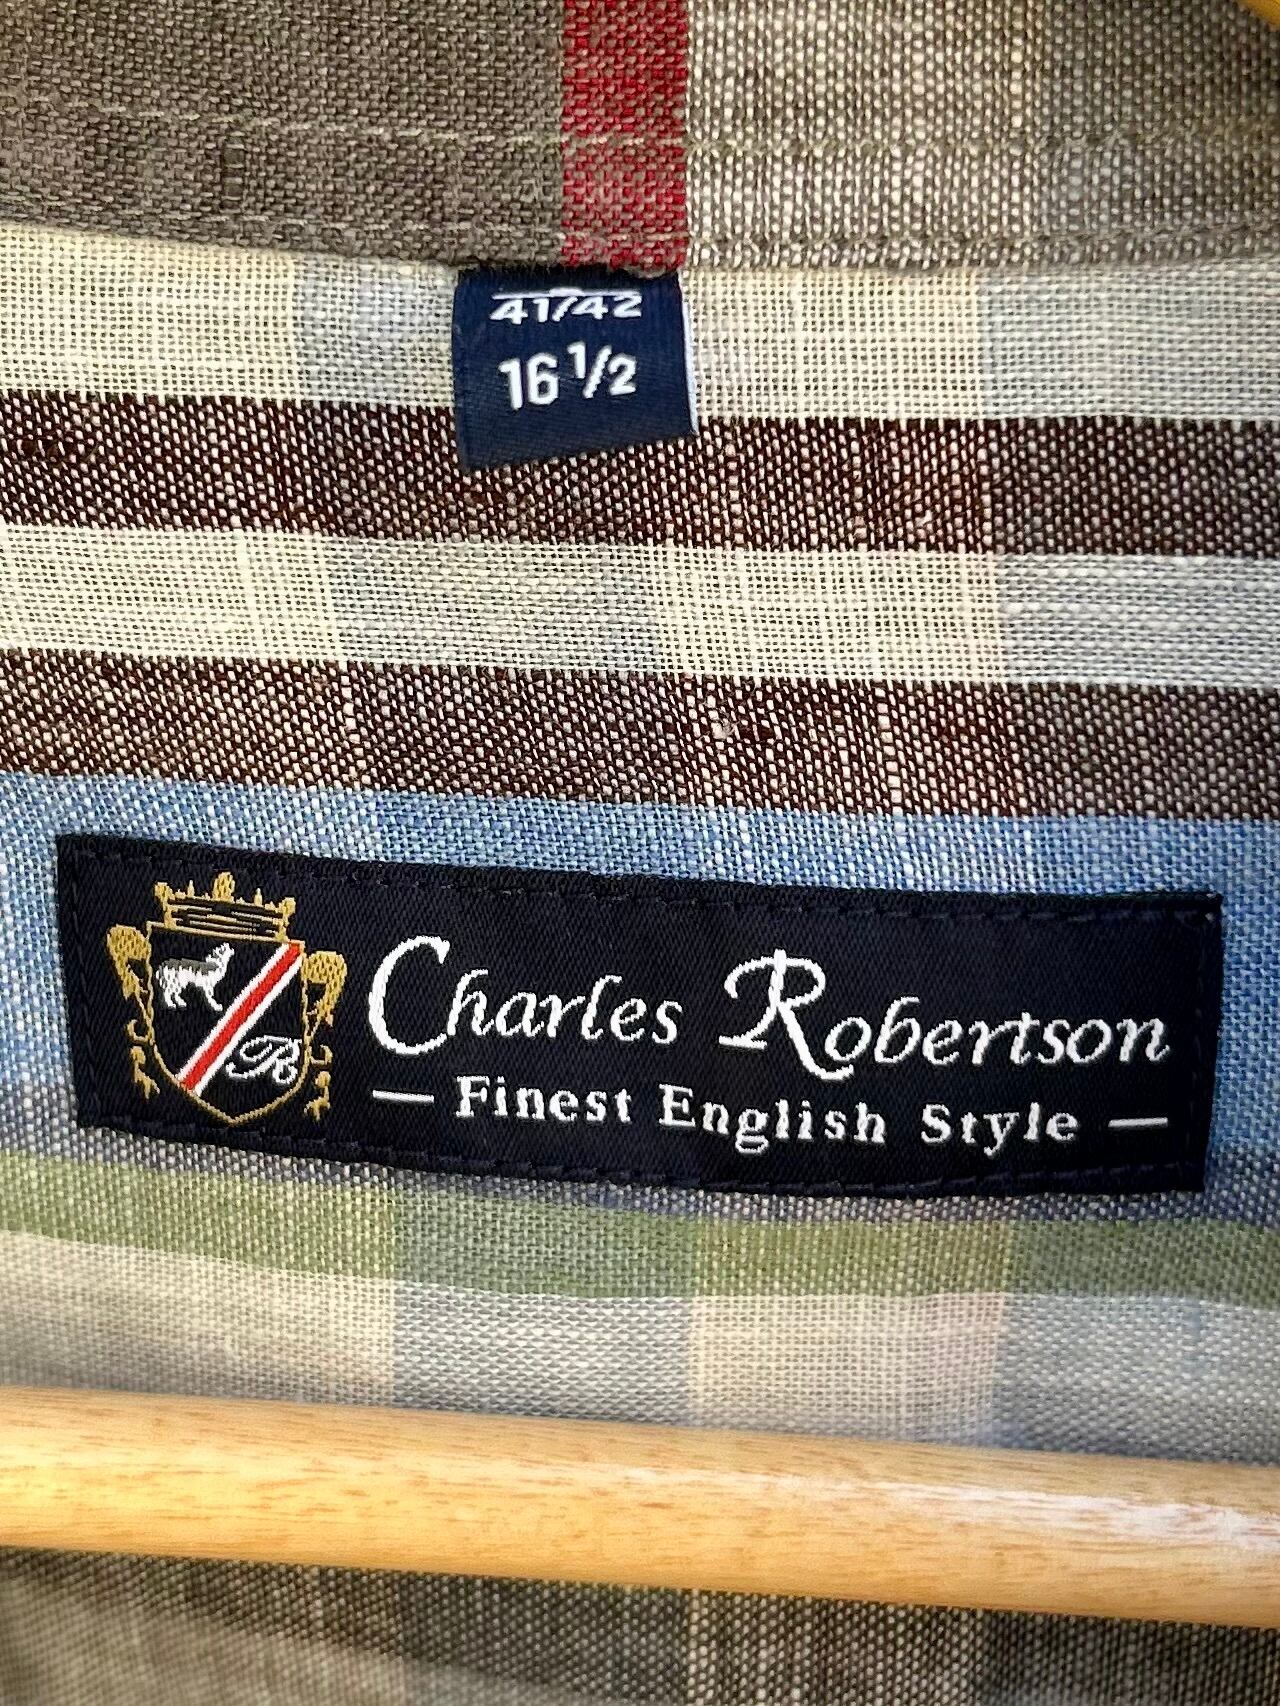 41/42
16 1/2
R
Charles Robertson
— Finest English Style —